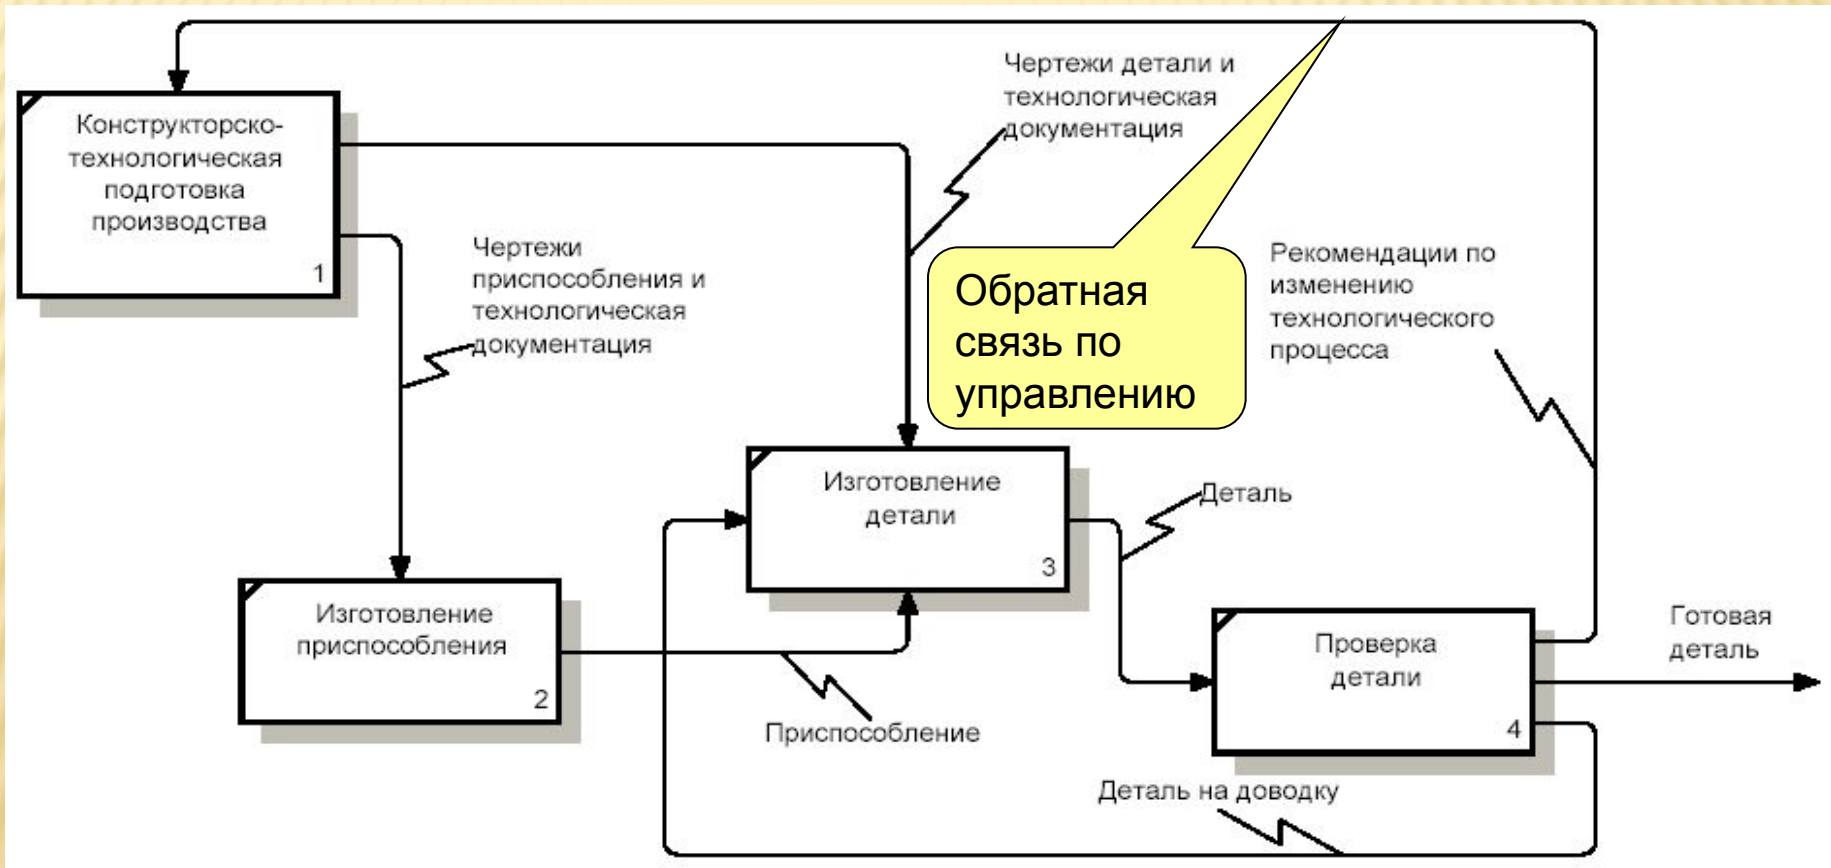 Конструкторско-
технологическая
подготовка
производства
1
Чертежи детали и
технологическая
документация
Чертежи
приспособления и
технологическая
документация
Обратная
связь по
управлению
Рекомендации по
изменению
технологического
процесса
Изготовление
детали
3
Деталь
Изготовление
приспособления
2
Приспособление
Проверка
детали
4
Готовая
деталь
Деталь на доводку